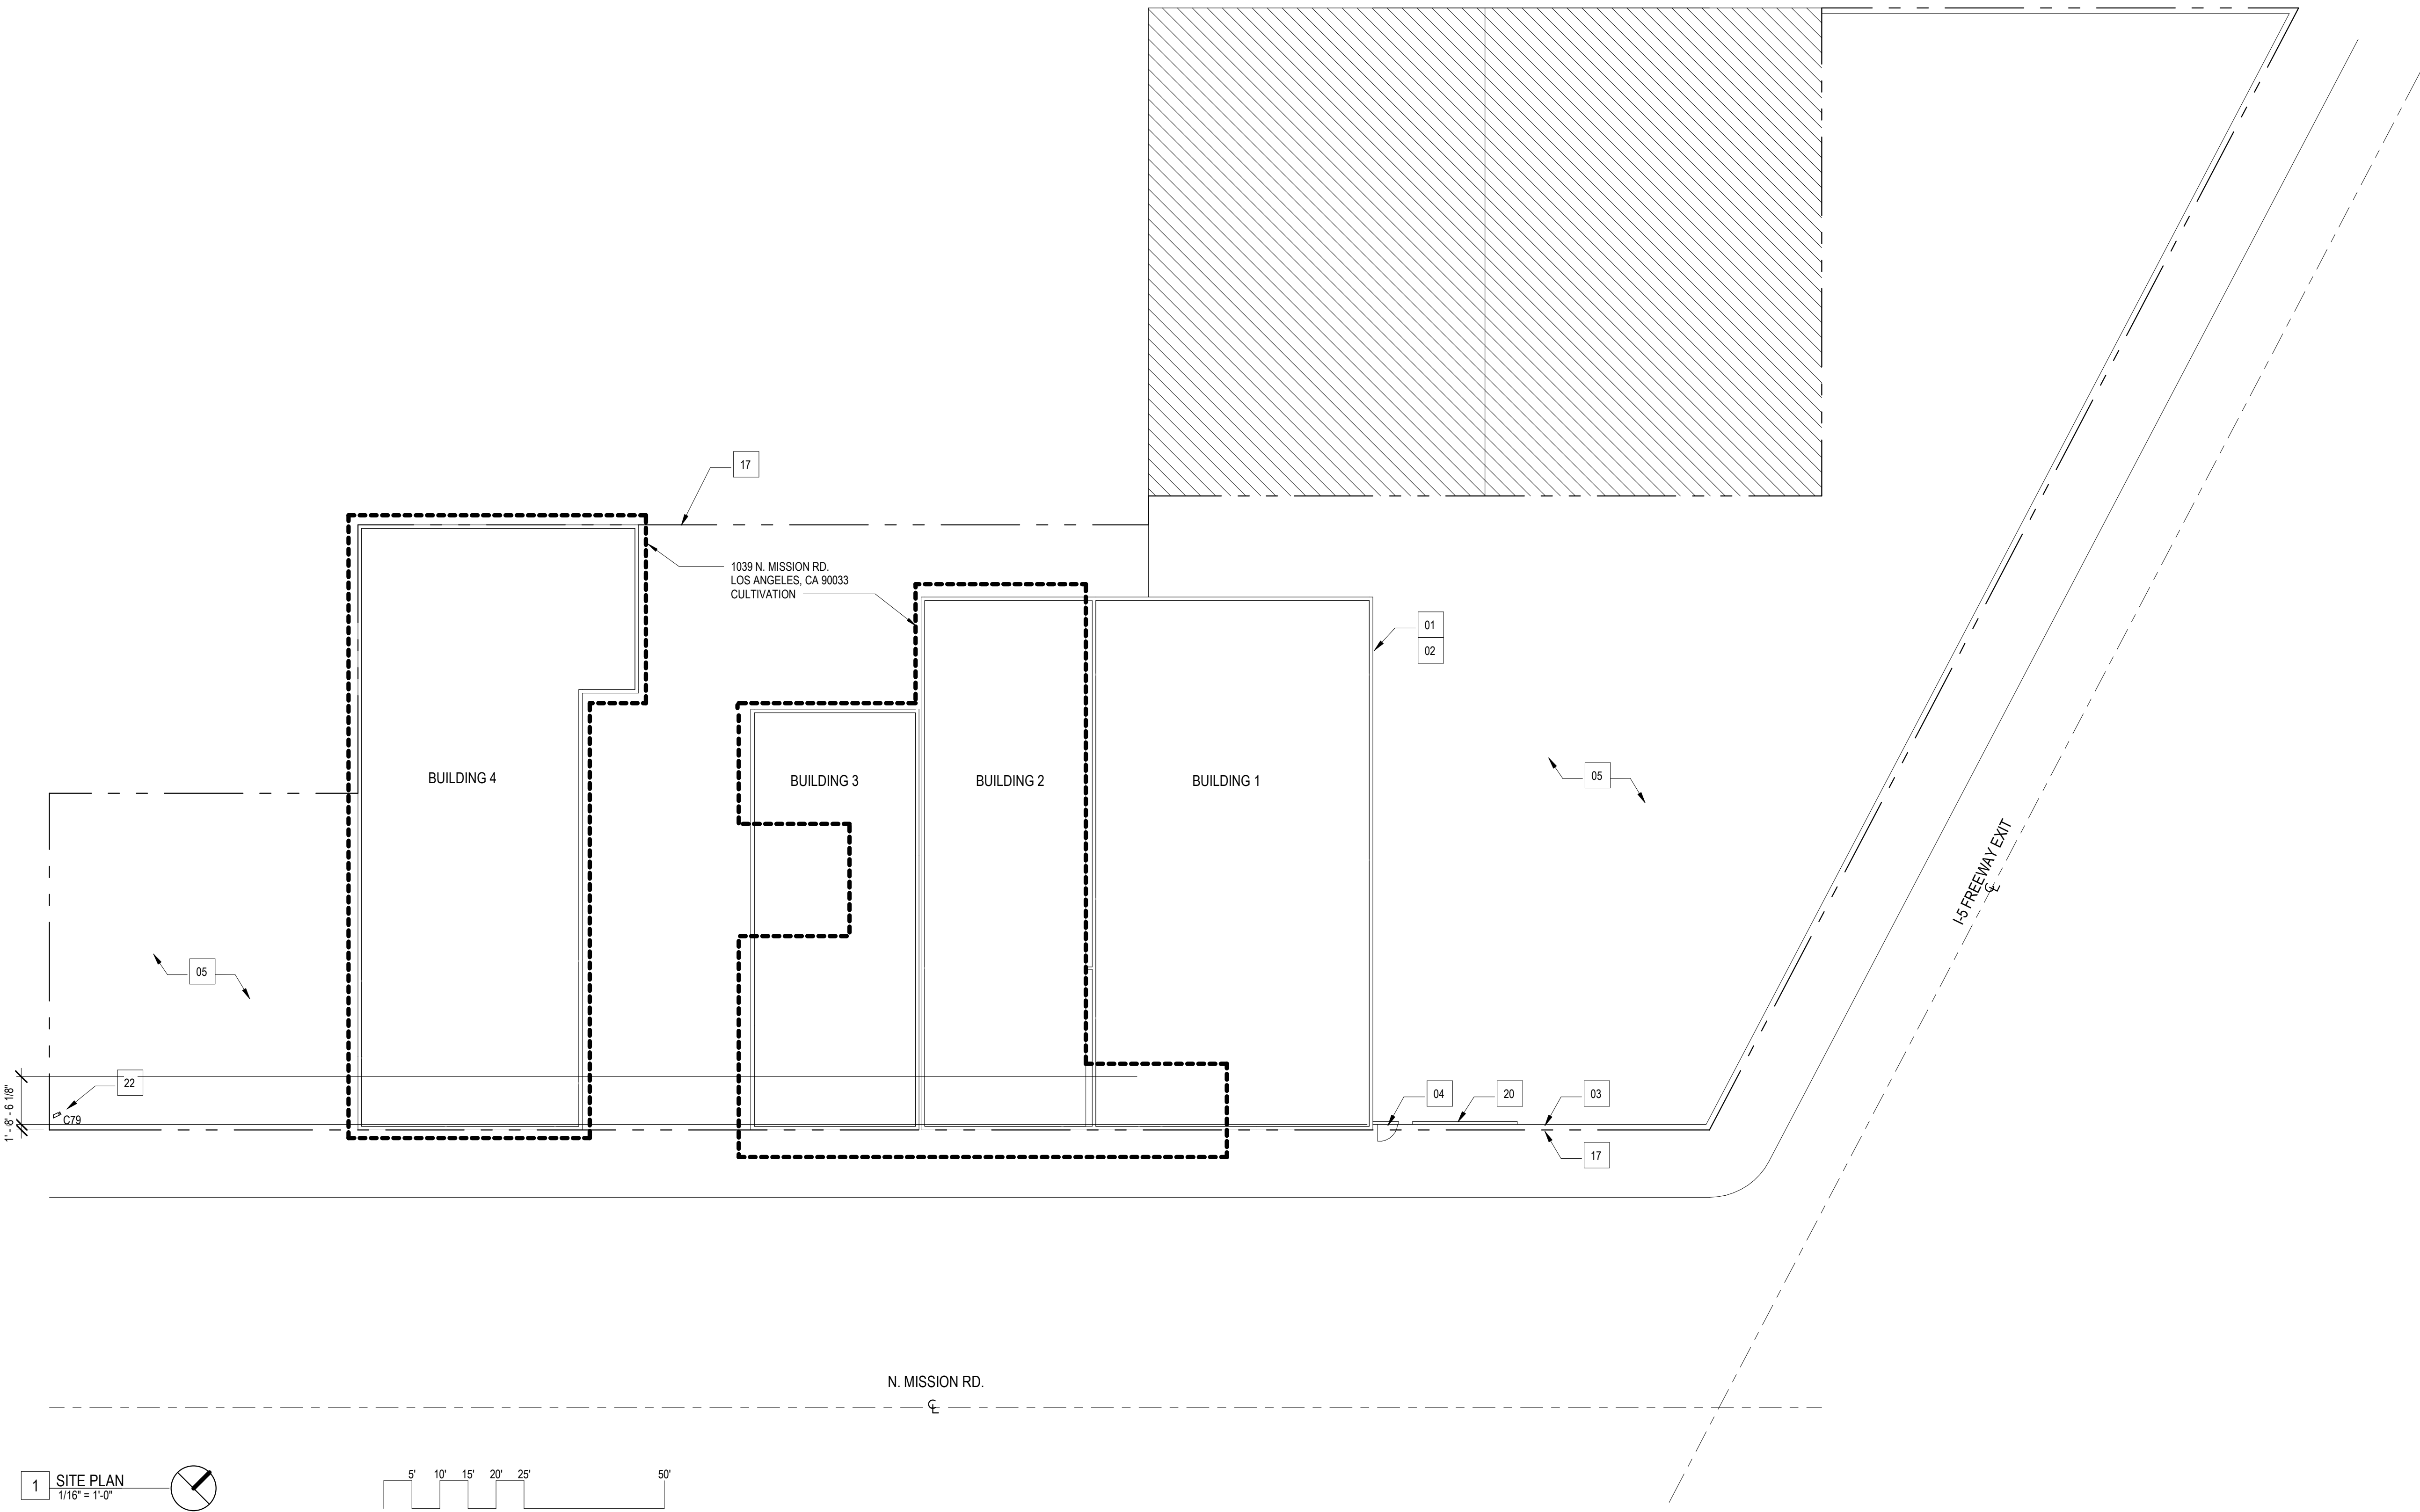 17
1039 N. MISSION RD.
LOS ANGELES, CA 90033
CULTIVATION
01
02
BUILDING 4
BUILDING 3
BUILDING 2
BUILDING 1
05
I-5 FREEWAY EXIT
℄
05
22
C79
8' - 6 1/8"
1' - 8"
04
20
03
17
N. MISSION RD.
℄
1
SITE PLAN
1/16" = 1'-0"
5' 10' 15' 20' 25' 50'